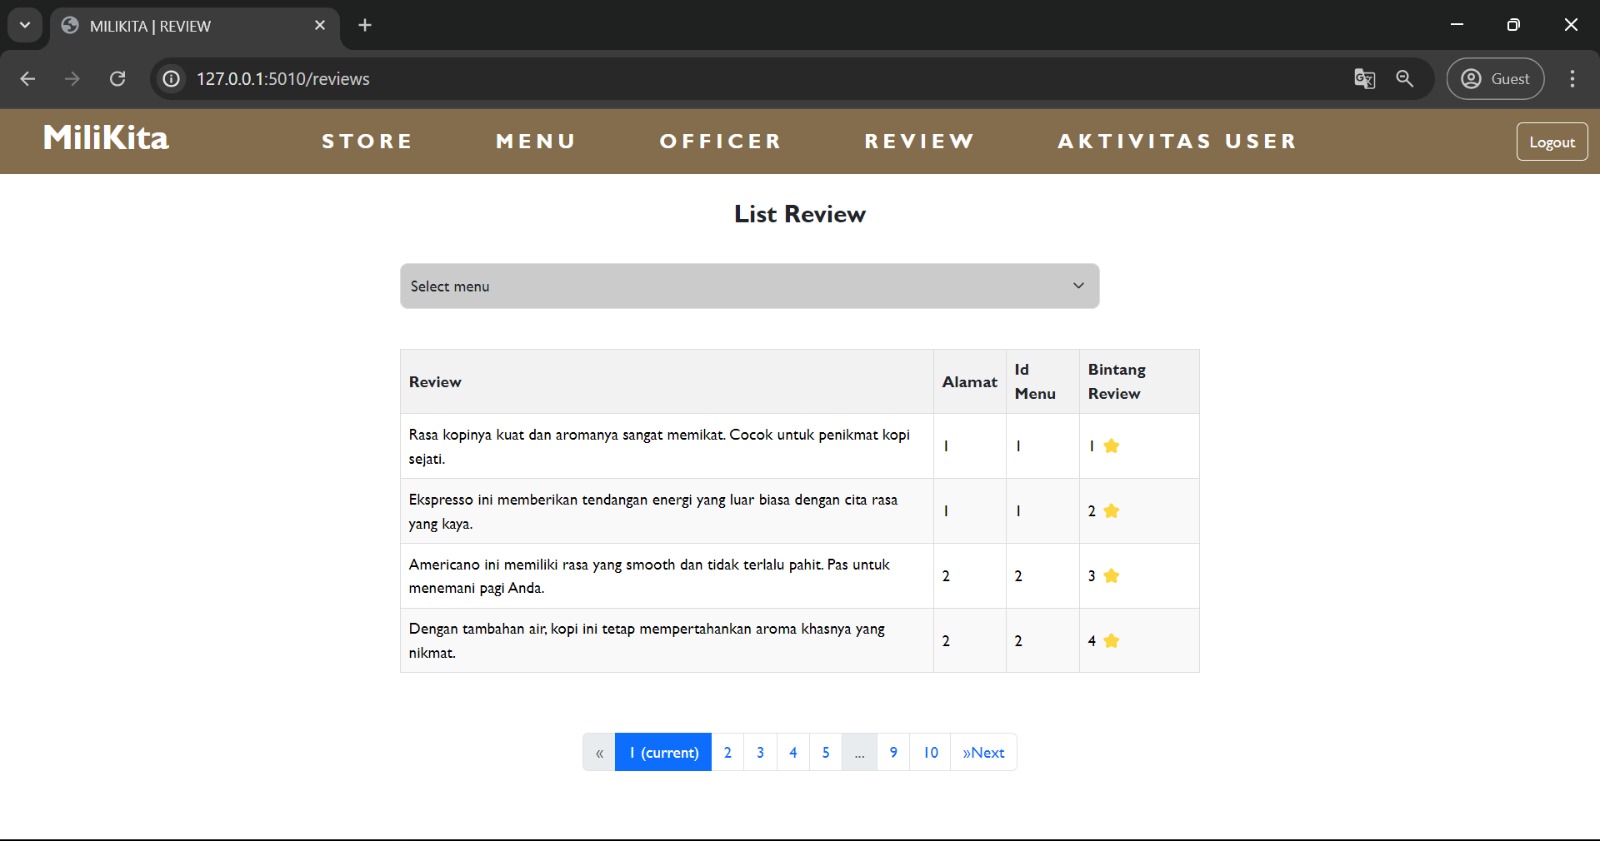 MILIKITA | REVIEW
127.0.0.1:5010/reviews
Guest
MiliKita
STORE
MENU
OFFICER
REVIEW
AKTIVITAS USER
Logout
List Review
Select menu
Review
Alamat
Id
Menu
Bintang
Review
Rasa kopinya kuat dan aromanya sangat memikat. Cocok untuk penikmat kopi
sejati.
1
1
1
Ekspresso ini memberikan tendangan energi yang luar biasa dengan cita rasa
yang kaya.
1
1
2
Americano ini memiliki rasa yang smooth dan tidak terlalu pahit. Pas untuk
menemani pagi Anda.
2
2
3
Dengan tambahan air, kopi ini tetap mempertahankan aroma khasnya yang
nikmat.
2
2
4
«
1 (current)
2
3
4
5
...
9
10
»Next